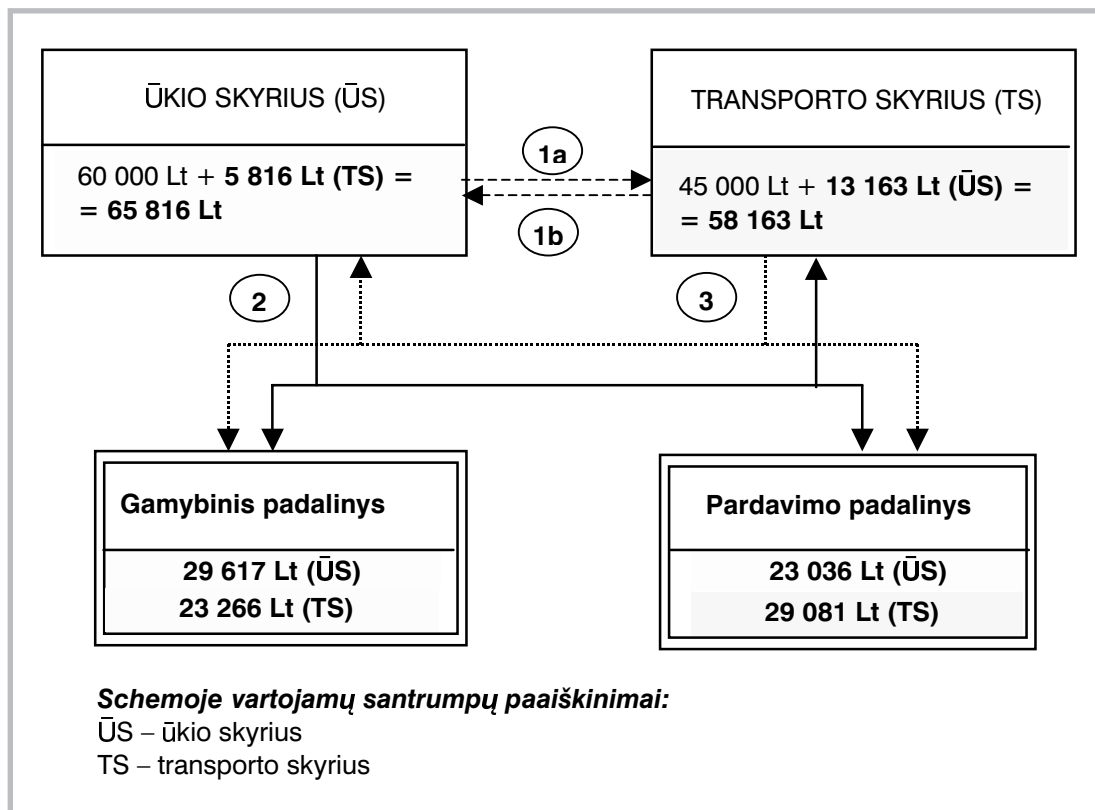 ŪKIO SKYRIUS (ŪS)
TRANSPORTO SKYRIUS (TS)
60 000 Lt + 5 816 Lt (TS) =
= 65 816 Lt
1a
1b
45 000 Lt + 13 163 Lt (ŪS) =
= 58 163 Lt
2
3
Gamybinis padalinys
29 617 Lt (ŪS)
23 266 Lt (TS)
Pardavimo padalinys
23 036 Lt (ŪS)
29 081 Lt (TS)
Schemoje vartojamų santrumpų paaiškinimai:
ŪS – ūkio skyrius
TS – transporto skyrius